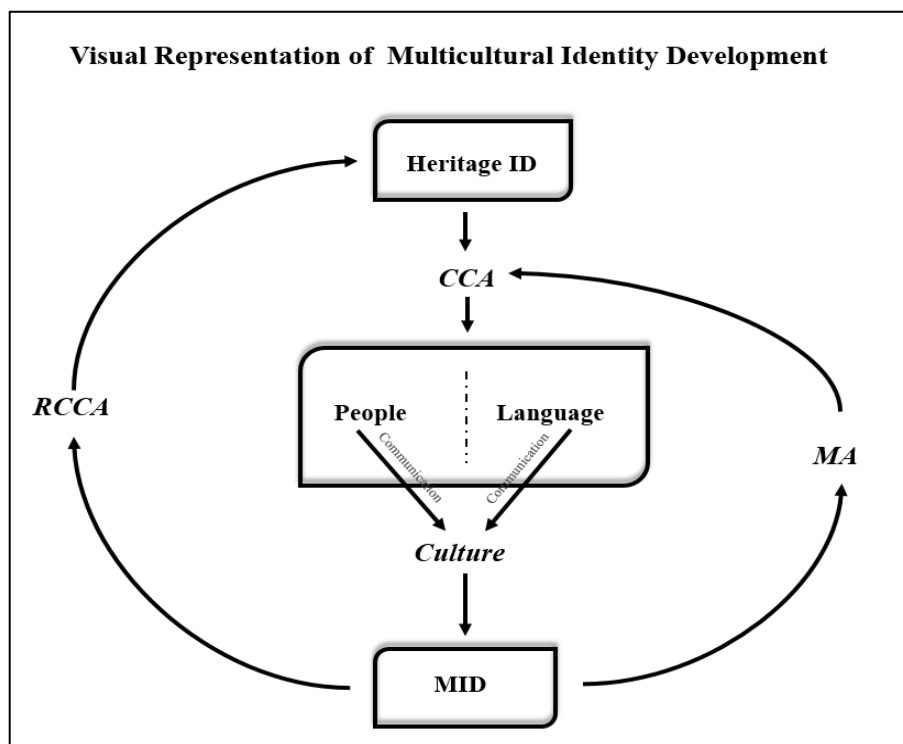 Visual Representation of Multicultural Identity Development
Heritage ID
CCA
RCCA
People
Language
Communication
Communication
MA
Culture
MID